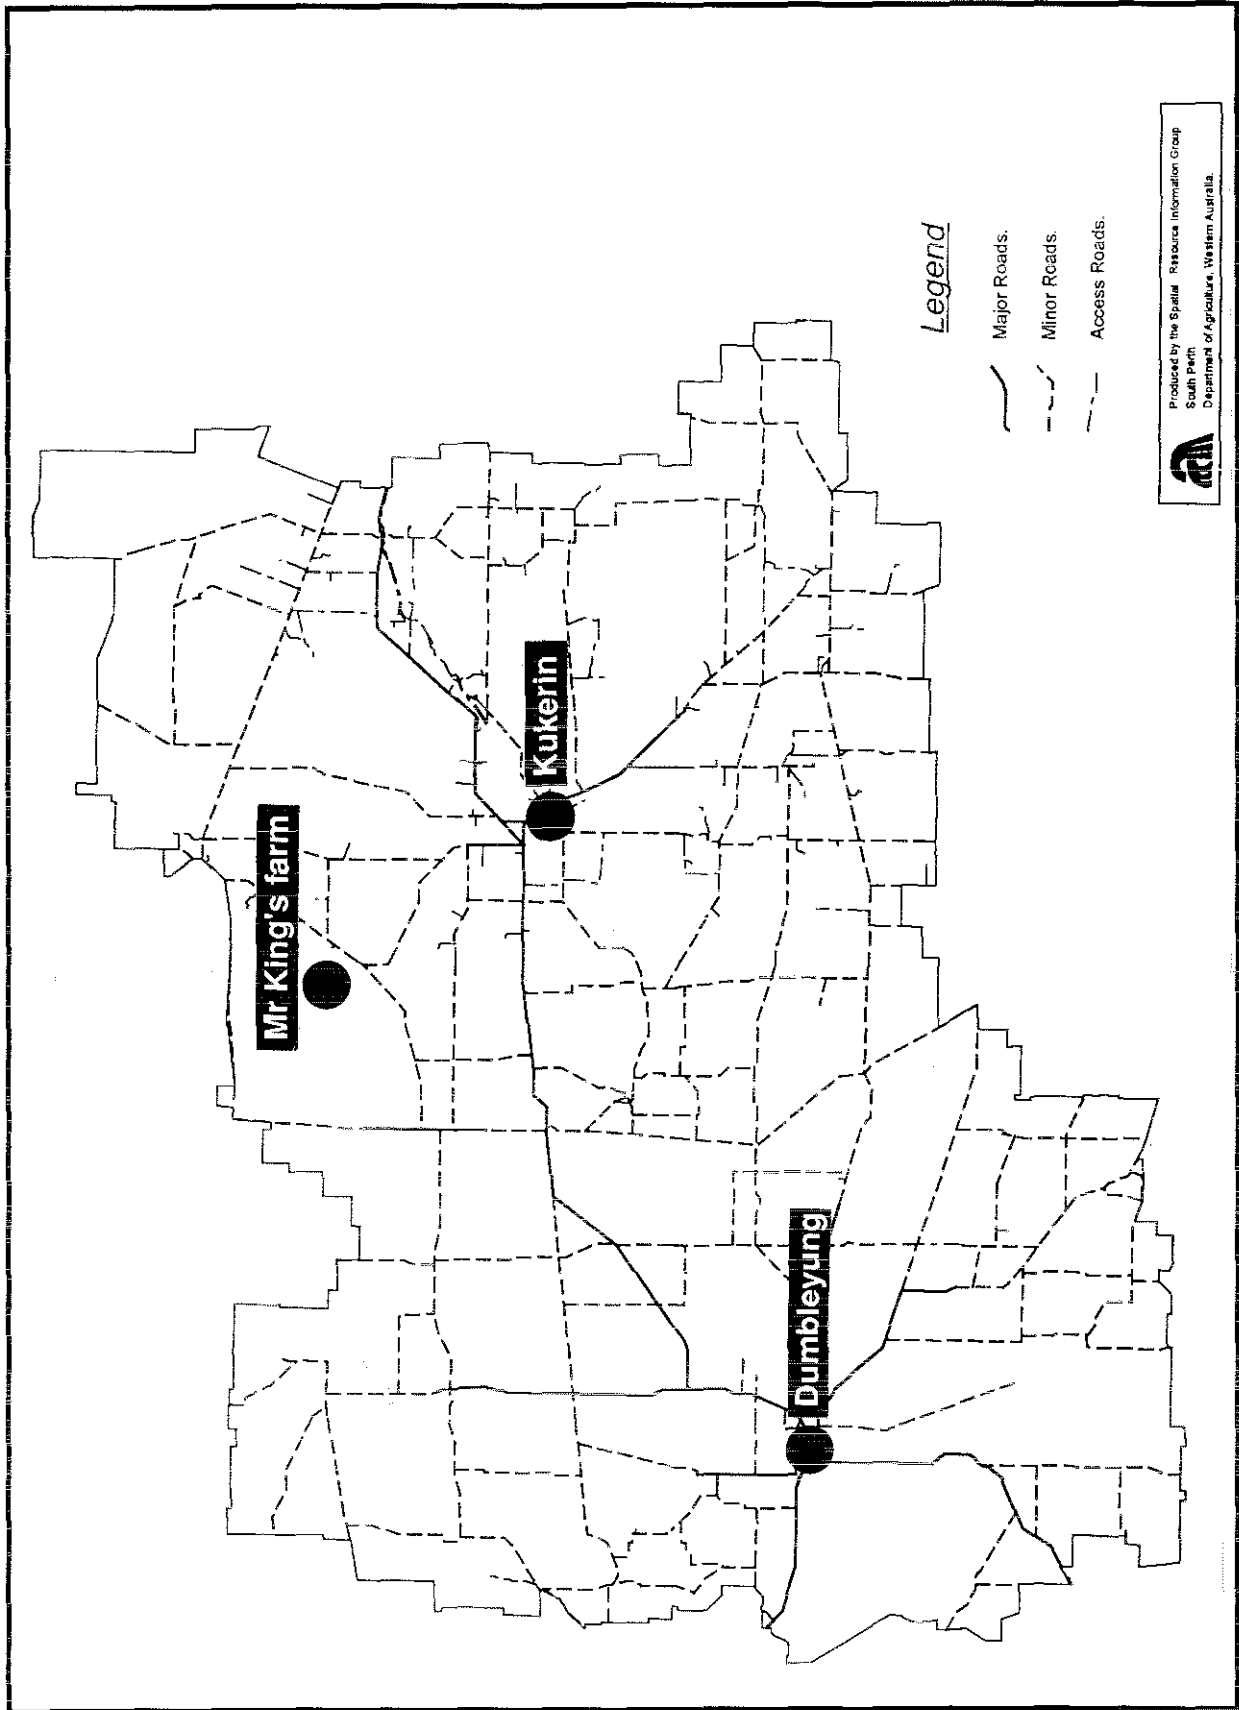 Mr King's farm
Kukerin
Dumbleyung
Legend
Major Roads.
Minor Roads.
Access Roads.
Produced by the Spatial Resource Information Group
South Perth
Department of Agriculture, Western Australia.